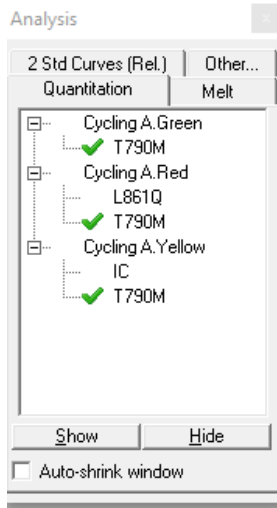 Analysis
2 Std Curves (Rel.) Other...
Quantitation Melt
Cycling A.Green
T790M
Cycling A.Red
L861Q
T790M
Cycling A.Yellow
IC
T790M
Show Hide
Auto-shrink window